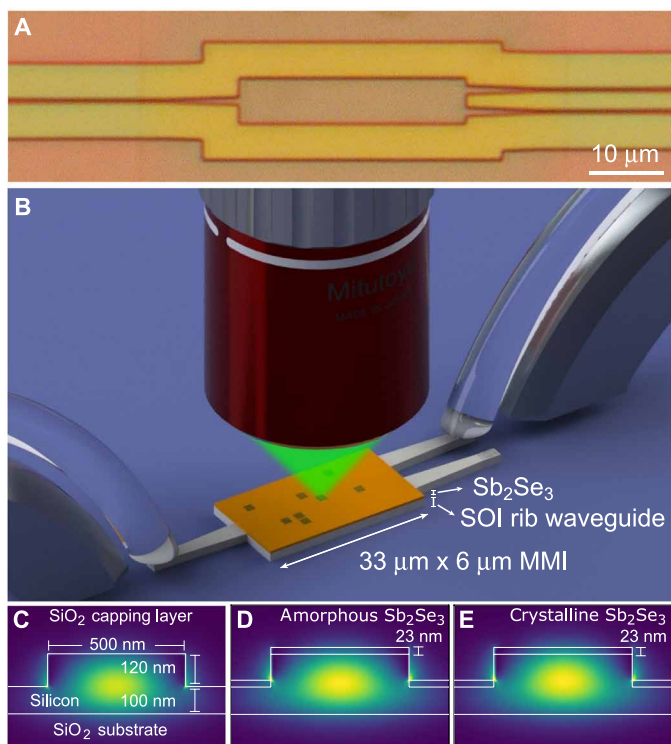 A
10 μm
B
Mitutoyo
Sb₂Se₃
SOI rib waveguide
33 μm x 6 μm MMI
C
SiO₂ capping layer
500 nm
120 nm
Silicon
100 nm
SiO₂ substrate
D
Amorphous Sb₂Se₃
23 nm
E
Crystalline Sb₂Se₃
23 nm